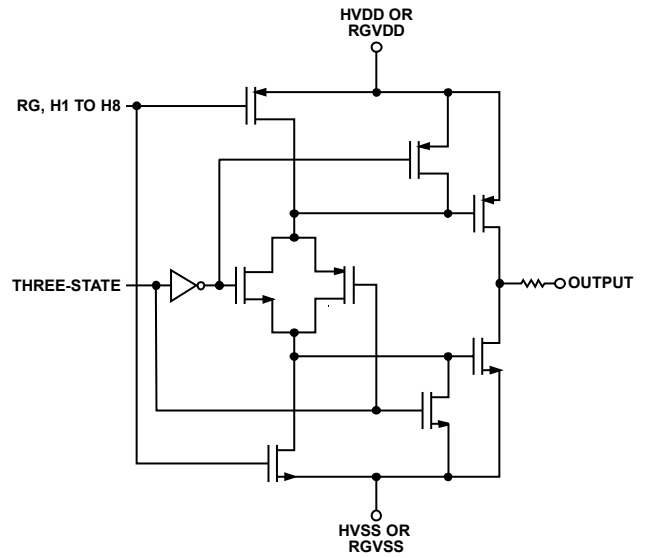 HVDD OR
RGVDD
RG, H1 TO H8
THREE-STATE
OUTPUT
HVSS OR
RGVSS